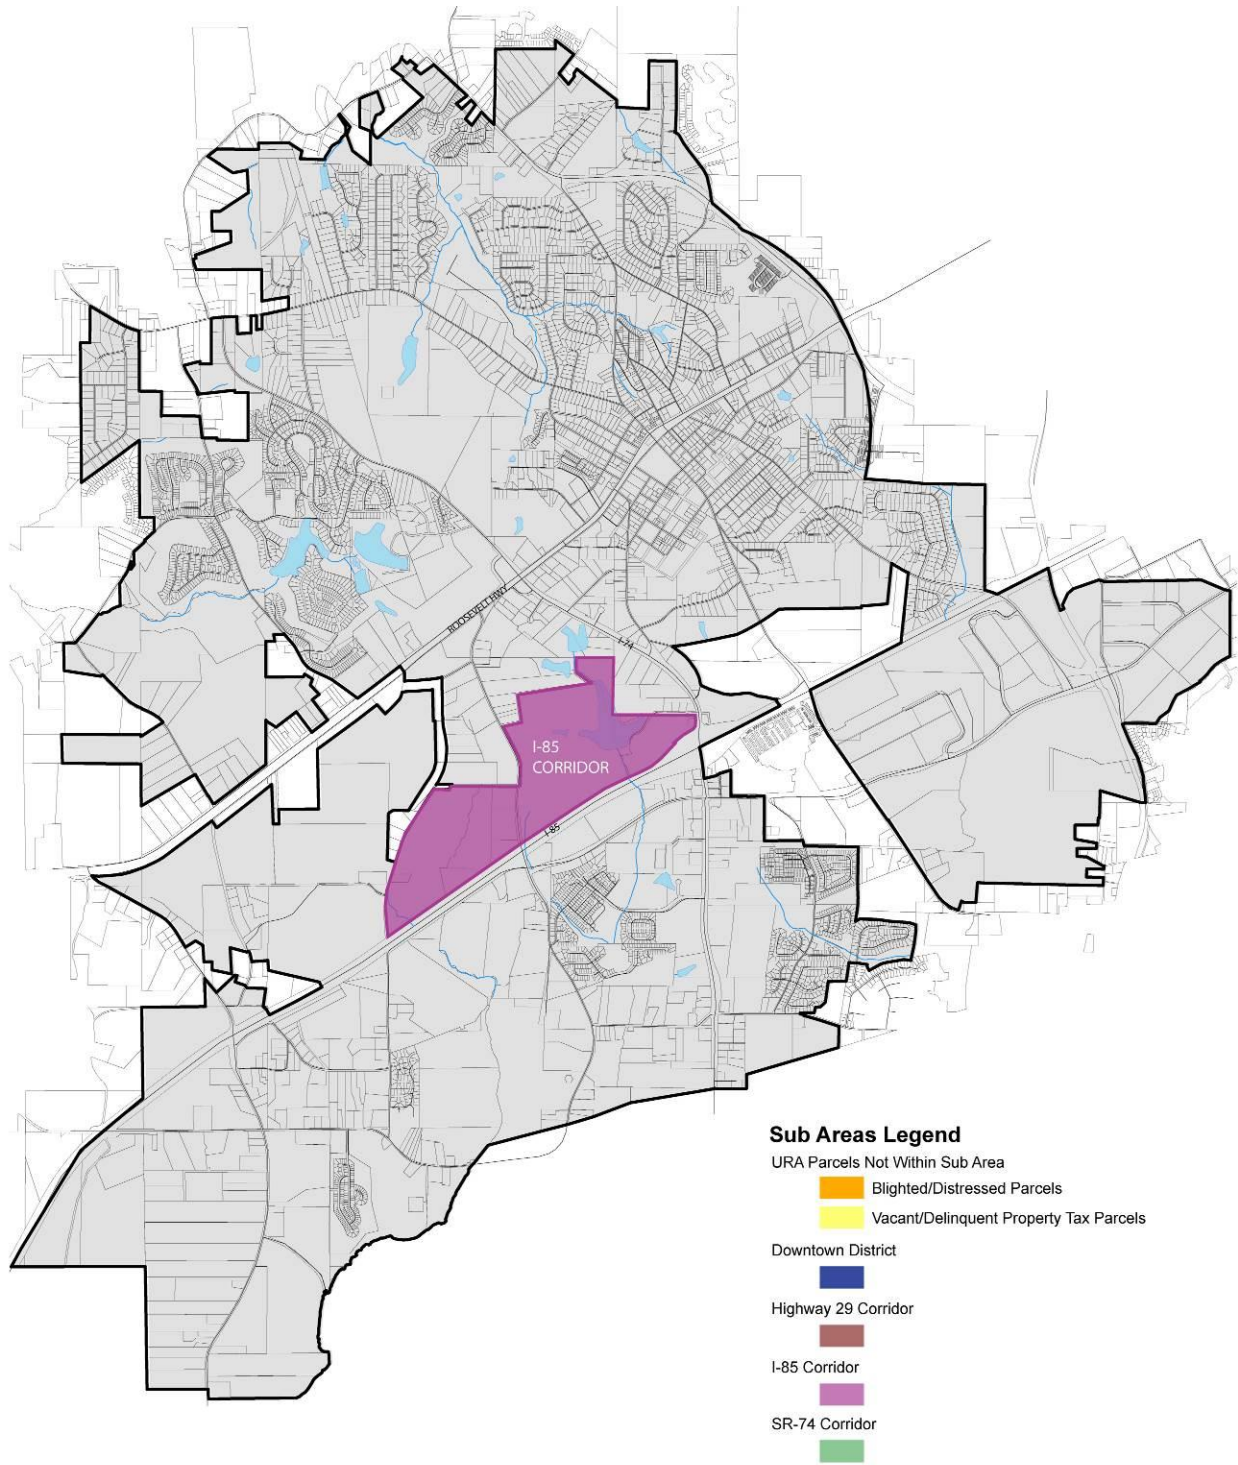 ROOSEVELT HWY
I-74
I-85
CORRIDOR
I-85
Sub Areas Legend
URA Parcels Not Within Sub Area
Blighted/Distressed Parcels
Vacant/Delinquent Property Tax Parcels
Downtown District
Highway 29 Corridor
I-85 Corridor
SR-74 Corridor